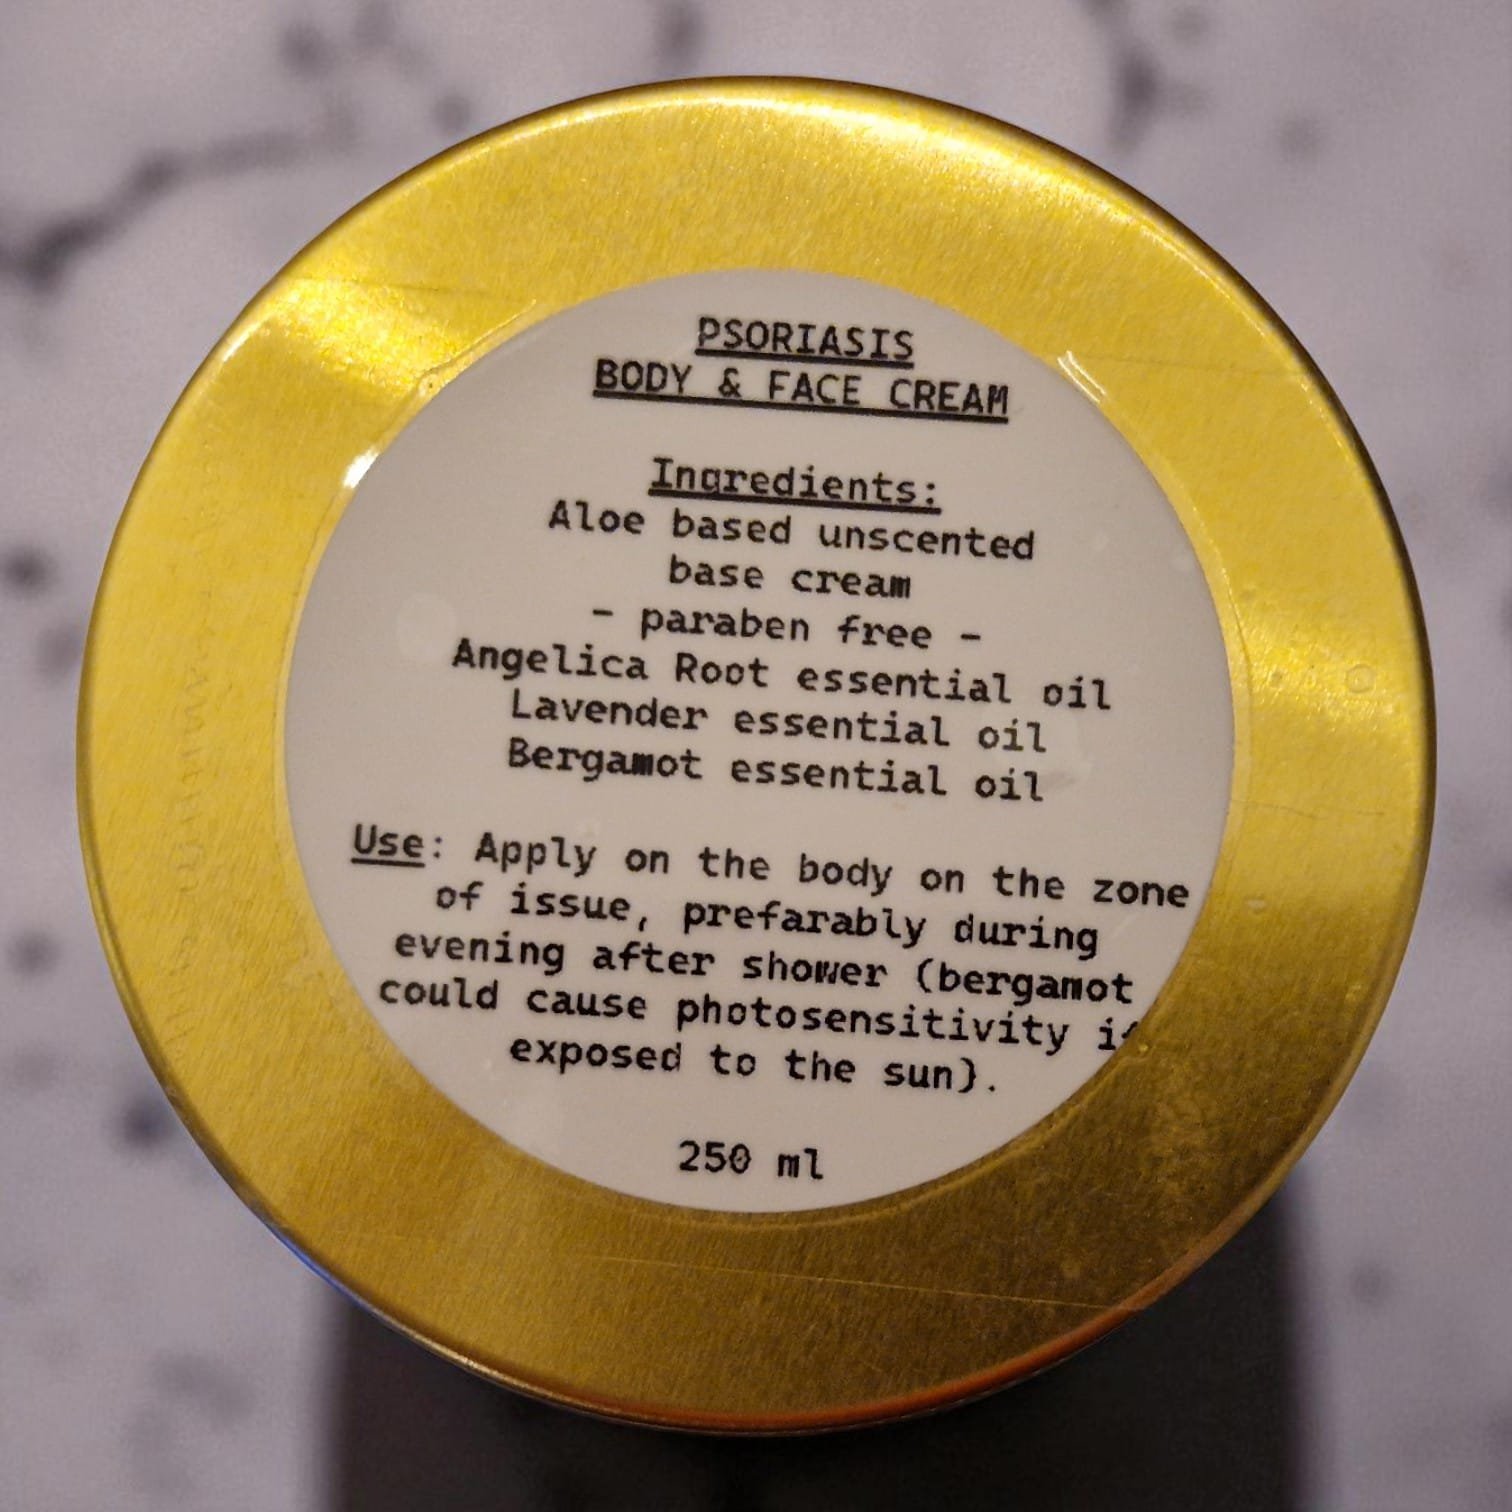 PSORIASIS
BODY & FACE CREAM
Ingredients:
Aloe based unscented
base cream
- paraben free -
Angelica Root essential oil
Lavender essential oil
Bergamot essential oil
Use: Apply on the body on the zone
of issue, prefarably during
evening after shower (bergamot
could cause photosensitivity if
exposed to the sun).
250 ml